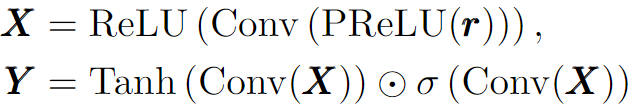 X = ReLU (Conv (PReLU(r))) ,
Y = Tanh (Conv(X)) ⊙ σ (Conv(X))